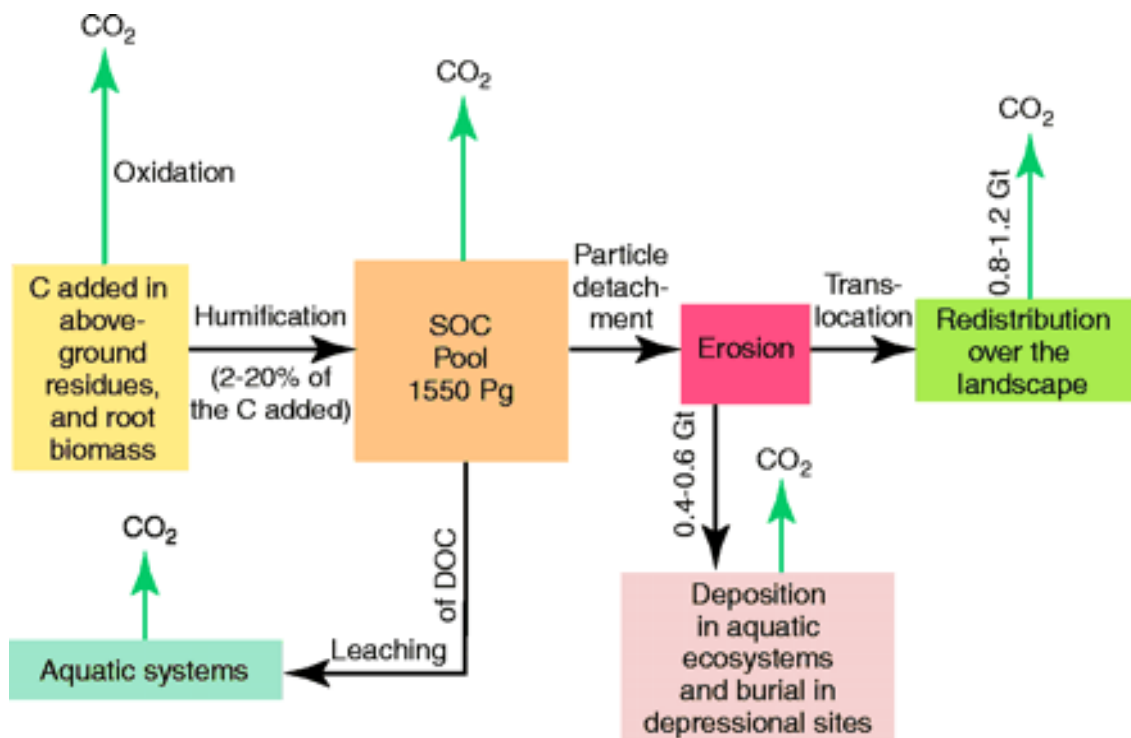 CO₂
Oxidation
C added in
above-
ground
residues,
and root
biomass
Humification
(2-20% of
the C added)
CO₂
SOC
Pool
1550 Pg
Particle
detach-
ment
Erosion
Trans-
location
CO₂
0.8-1.2 Gt
Redistribution
over the
landscape
0.4-0.6 Gt
CO₂
Deposition
in aquatic
ecosystems
and burial in
depressional sites
Leaching
of DOC
CO₂
Aquatic systems